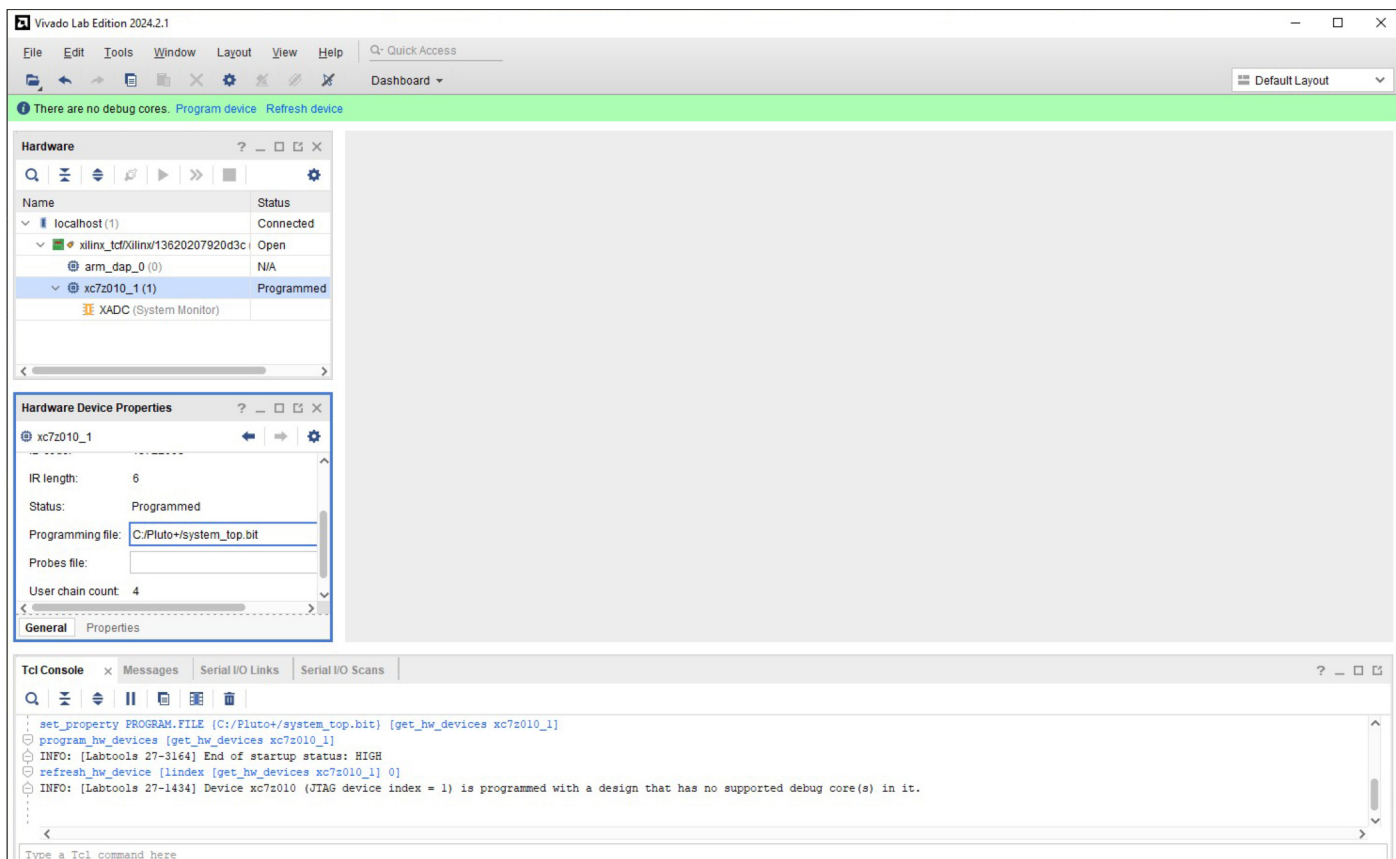 Vivado Lab Edition 2024.2.1
File Edit Tools Window Layout View Help Q- Quick Access
Dashboard Default Layout
There are no debug cores. Program device Refresh device
Hardware
Name Status
localhost (1) Connected
xilinx_tcf/Xilinx/13620207920d3c Open
arm_dap_0 (0) N/A
xc7z010_1 (1) Programmed
XADC (System Monitor)
Hardware Device Properties
xc7z010_1
IR length: 6
Status: Programmed
Programming file: C:/Pluto+/system_top.bit
Probes file:
User chain count: 4
General Properties
Tcl Console Messages Serial I/O Links Serial I/O Scans
set_property PROGRAM.FILE {C:/Pluto+/system_top.bit} [get_hw_devices xc7z010_1]
program_hw_devices [get_hw_devices xc7z010_1]
INFO: [Labtools 27-3164] End of startup status: HIGH
refresh_hw_device [lindex [get_hw_devices xc7z010_1] 0]
INFO: [Labtools 27-1434] Device xc7z010 (JTAG device index = 1) is programmed with a design that has no supported debug core(s) in it.
Type a Tcl command here